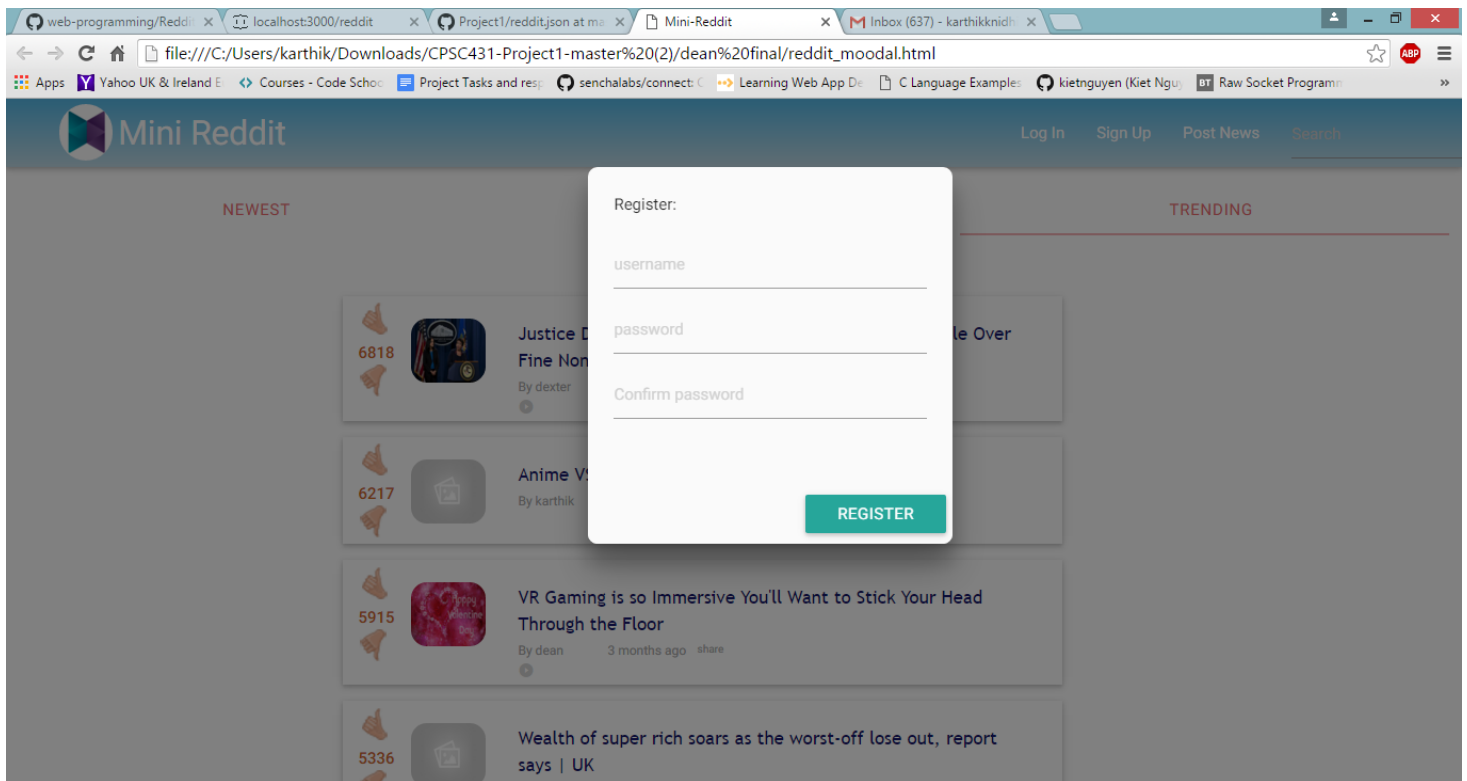 web-programming/Reddi
localhost:3000/reddit
Project1/reddit.json at ma
Mini-Reddit
Inbox (637) - karthikknidh
file:///C:/Users/karthik/Downloads/CPSC431-Project1-master%20(2)/dean%20final/reddit_moodal.html
ABP
Apps
Yahoo UK & Ireland E
Courses - Code Schoo
Project Tasks and resp
senchalabs/connect: C
Learning Web App De
C Language Examples
kietnguyen (Kiet Nguy
BT Raw Socket Programm
»
Mini Reddit
Log In
Sign Up
Post News
Search
NEWEST
TRENDING
Register:
username
password
Confirm password
REGISTER
6818
Justice D
le Over
Fine Non
By dexter
6217
Anime VS
By karthik
5915
Happy
Valentine
Day
VR Gaming is so Immersive You'll Want to Stick Your Head
Through the Floor
By dean 3 months ago share
5336
Wealth of super rich soars as the worst-off lose out, report
says | UK